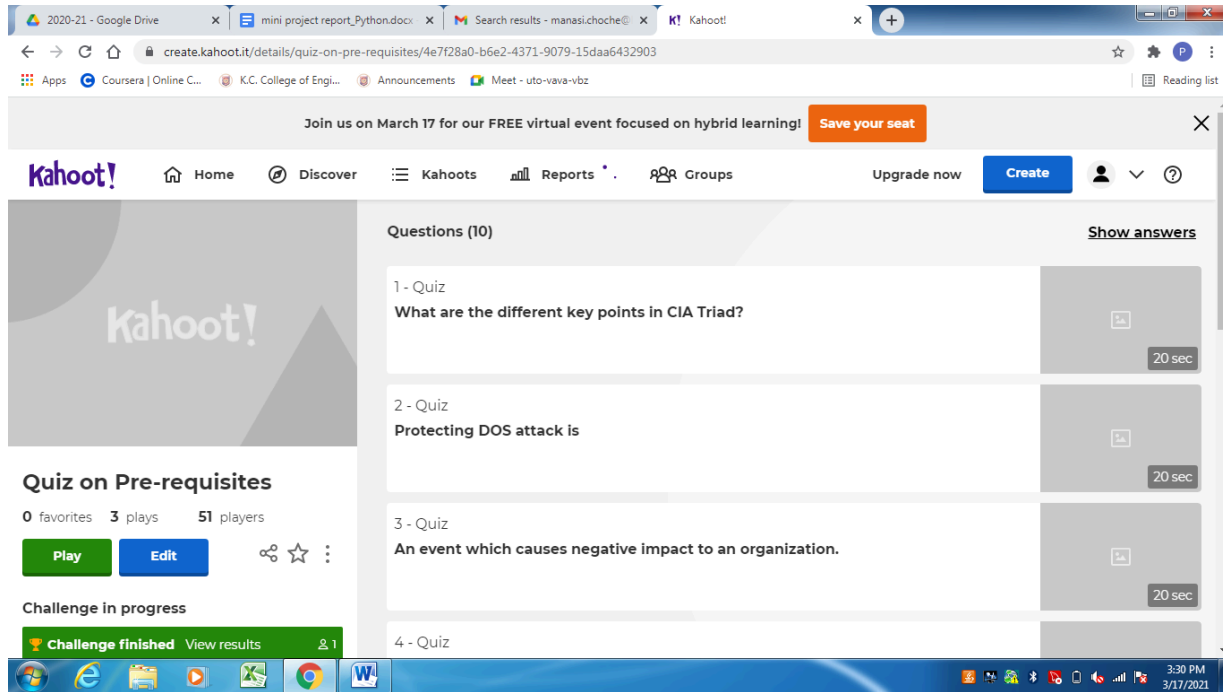 2020-21 - Google Drive
mini project report_Python.docx
Search results - manasi.choche@
Kahoot!
create.kahoot.it/details/quiz-on-pre-requisites/4e7f28a0-b6e2-4371-9079-15daa6432903
P
Apps
Coursera | Online C...
K.C. College of Engi...
Announcements
Meet - uto-vava-vbz
Reading list
Join us on March 17 for our FREE virtual event focused on hybrid learning!
Save your seat
Kahoot!
Home
Discover
Kahoots
Reports
Groups
Upgrade now
Create
Kahoot!
Quiz on Pre-requisites
0 favorites 3 plays 51 players
Play
Edit
Challenge in progress
Challenge finished View results 1
Questions (10)
Show answers
1 - Quiz
What are the different key points in CIA Triad?
20 sec
2 - Quiz
Protecting DOS attack is
20 sec
3 - Quiz
An event which causes negative impact to an organization.
20 sec
4 - Quiz
3:30 PM
3/17/2021